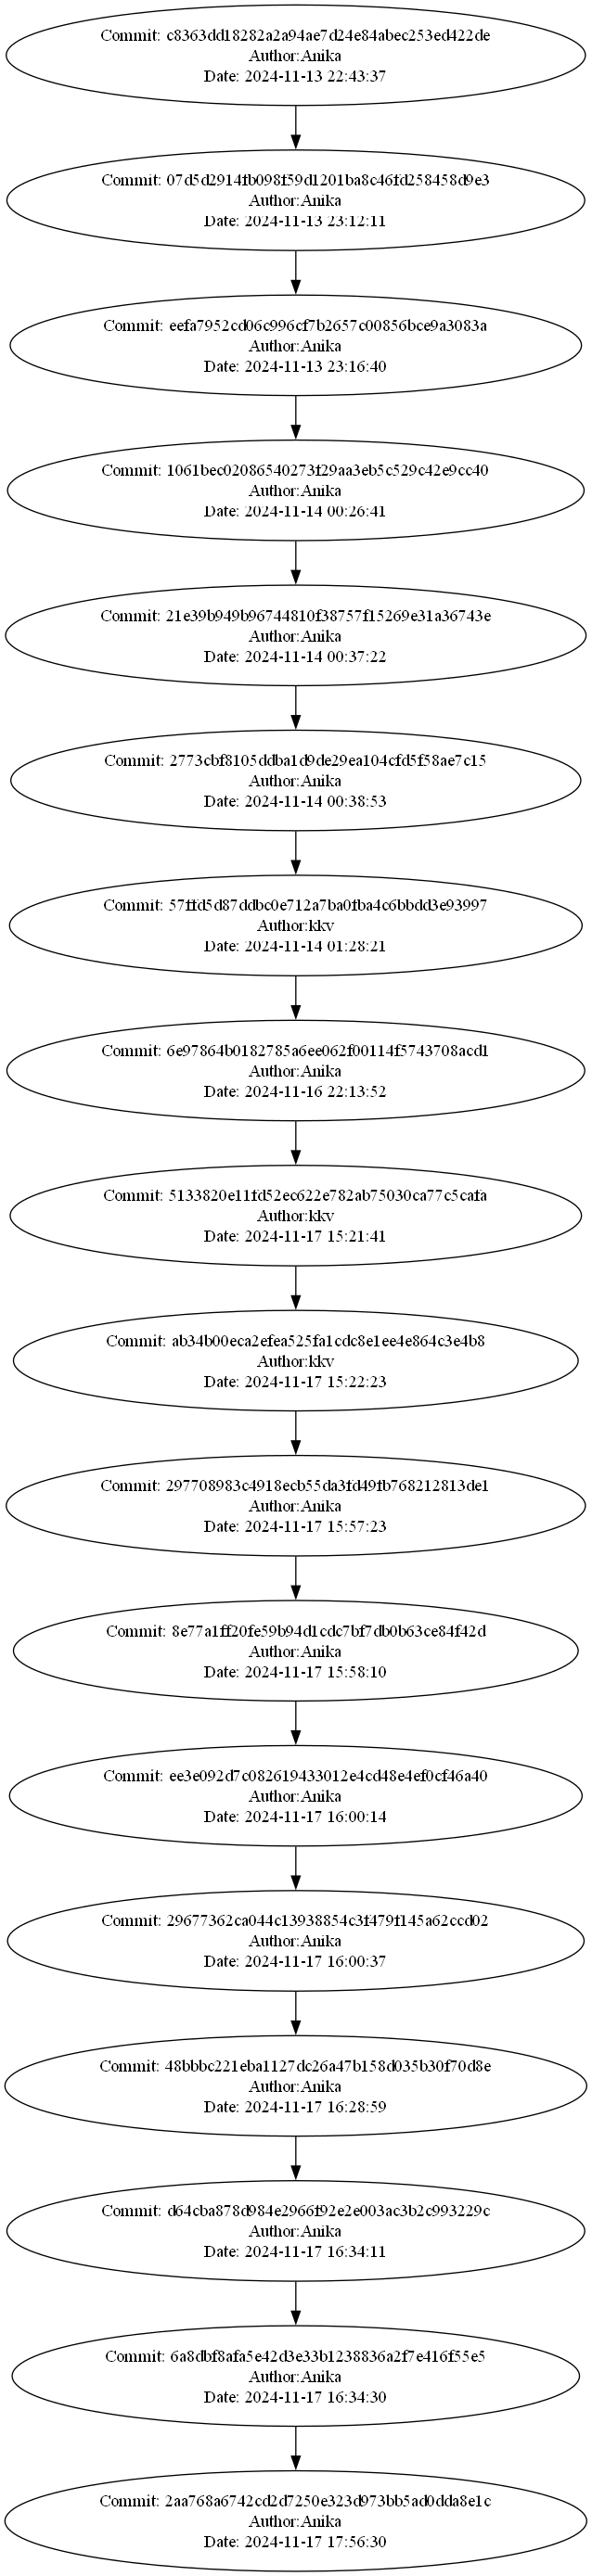 Commit: c8363dd18282a2a94ae7d24e84abec253ed422de
Author:Anika
Date: 2024-11-13 22:43:37
Commit: 07d5d2914fb098f59d1201ba8c46fd258458d9e3
Author:Anika
Date: 2024-11-13 23:12:11
Commit: eefa7952cd06c996cf7b2657c00856bce9a3083a
Author:Anika
Date: 2024-11-13 23:16:40
Commit: 1061bec02086540273f29aa3eb5c529c42e9cc40
Author:Anika
Date: 2024-11-14 00:26:41
Commit: 21e39b949b96744810f38757f15269e31a36743e
Author:Anika
Date: 2024-11-14 00:37:22
Commit: 2773cbf8105ddba1d9de29ea104cfd5f58ae7c15
Author:Anika
Date: 2024-11-14 00:38:53
Commit: 57ffd5d87ddbc0e712a7ba0fba4c6bbdd3e93997
Author:kkv
Date: 2024-11-14 01:28:21
Commit: 6e97864b0182785a6ee062f00114f5743708acd1
Author:Anika
Date: 2024-11-16 22:13:52
Commit: 5133820e11fd52ec622e782ab75030ca77c5cafa
Author:kkv
Date: 2024-11-17 15:21:41
Commit: ab34b00eca2efea525fa1cdc8e1ee4e864c3e4b8
Author:kkv
Date: 2024-11-17 15:22:23
Commit: 297708983c4918ecb55da3fd49fb768212813de1
Author:Anika
Date: 2024-11-17 15:57:23
Commit: 8e77a1ff20fe59b94d1cdc7bf7db0b63ce84f42d
Author:Anika
Date: 2024-11-17 15:58:10
Commit: ee3e092d7c082619433012e4cd48e4ef0cf46a40
Author:Anika
Date: 2024-11-17 16:00:14
Commit: 29677362ca044c13938854c3f479f145a62ccd02
Author:Anika
Date: 2024-11-17 16:00:37
Commit: 48bbbc221eba1127dc26a47b158d035b30f70d8e
Author:Anika
Date: 2024-11-17 16:28:59
Commit: d64cba878d984e2966f92e2e003ac3b2c993229c
Author:Anika
Date: 2024-11-17 16:34:11
Commit: 6a8dbf8afa5e42d3e33b1238836a2f7e416f55e5
Author:Anika
Date: 2024-11-17 16:34:30
Commit: 2aa768a6742cd2d7250e323d973bb5ad0dda8e1c
Author:Anika
Date: 2024-11-17 17:56:30